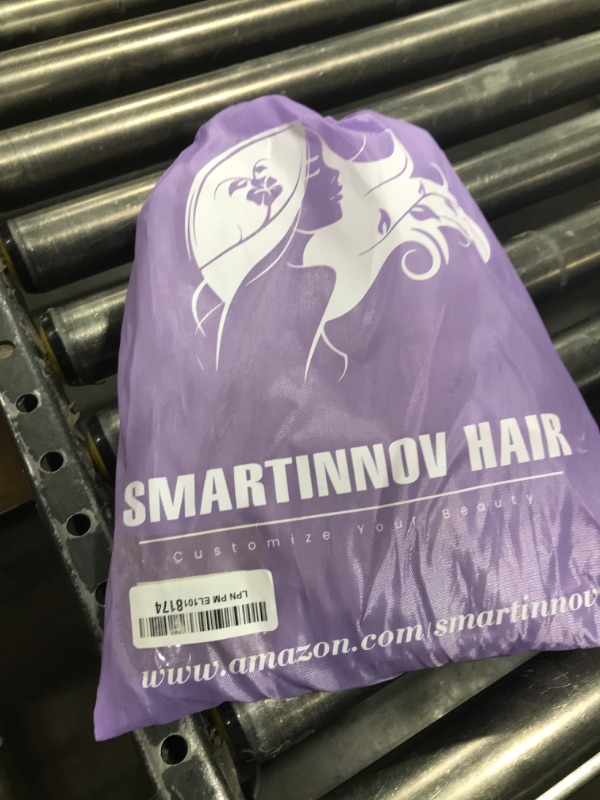 SMARTINNOV HAIR
Customize Your Beauty
LPN PM EL1018174
www.amazon.com/smartinnov